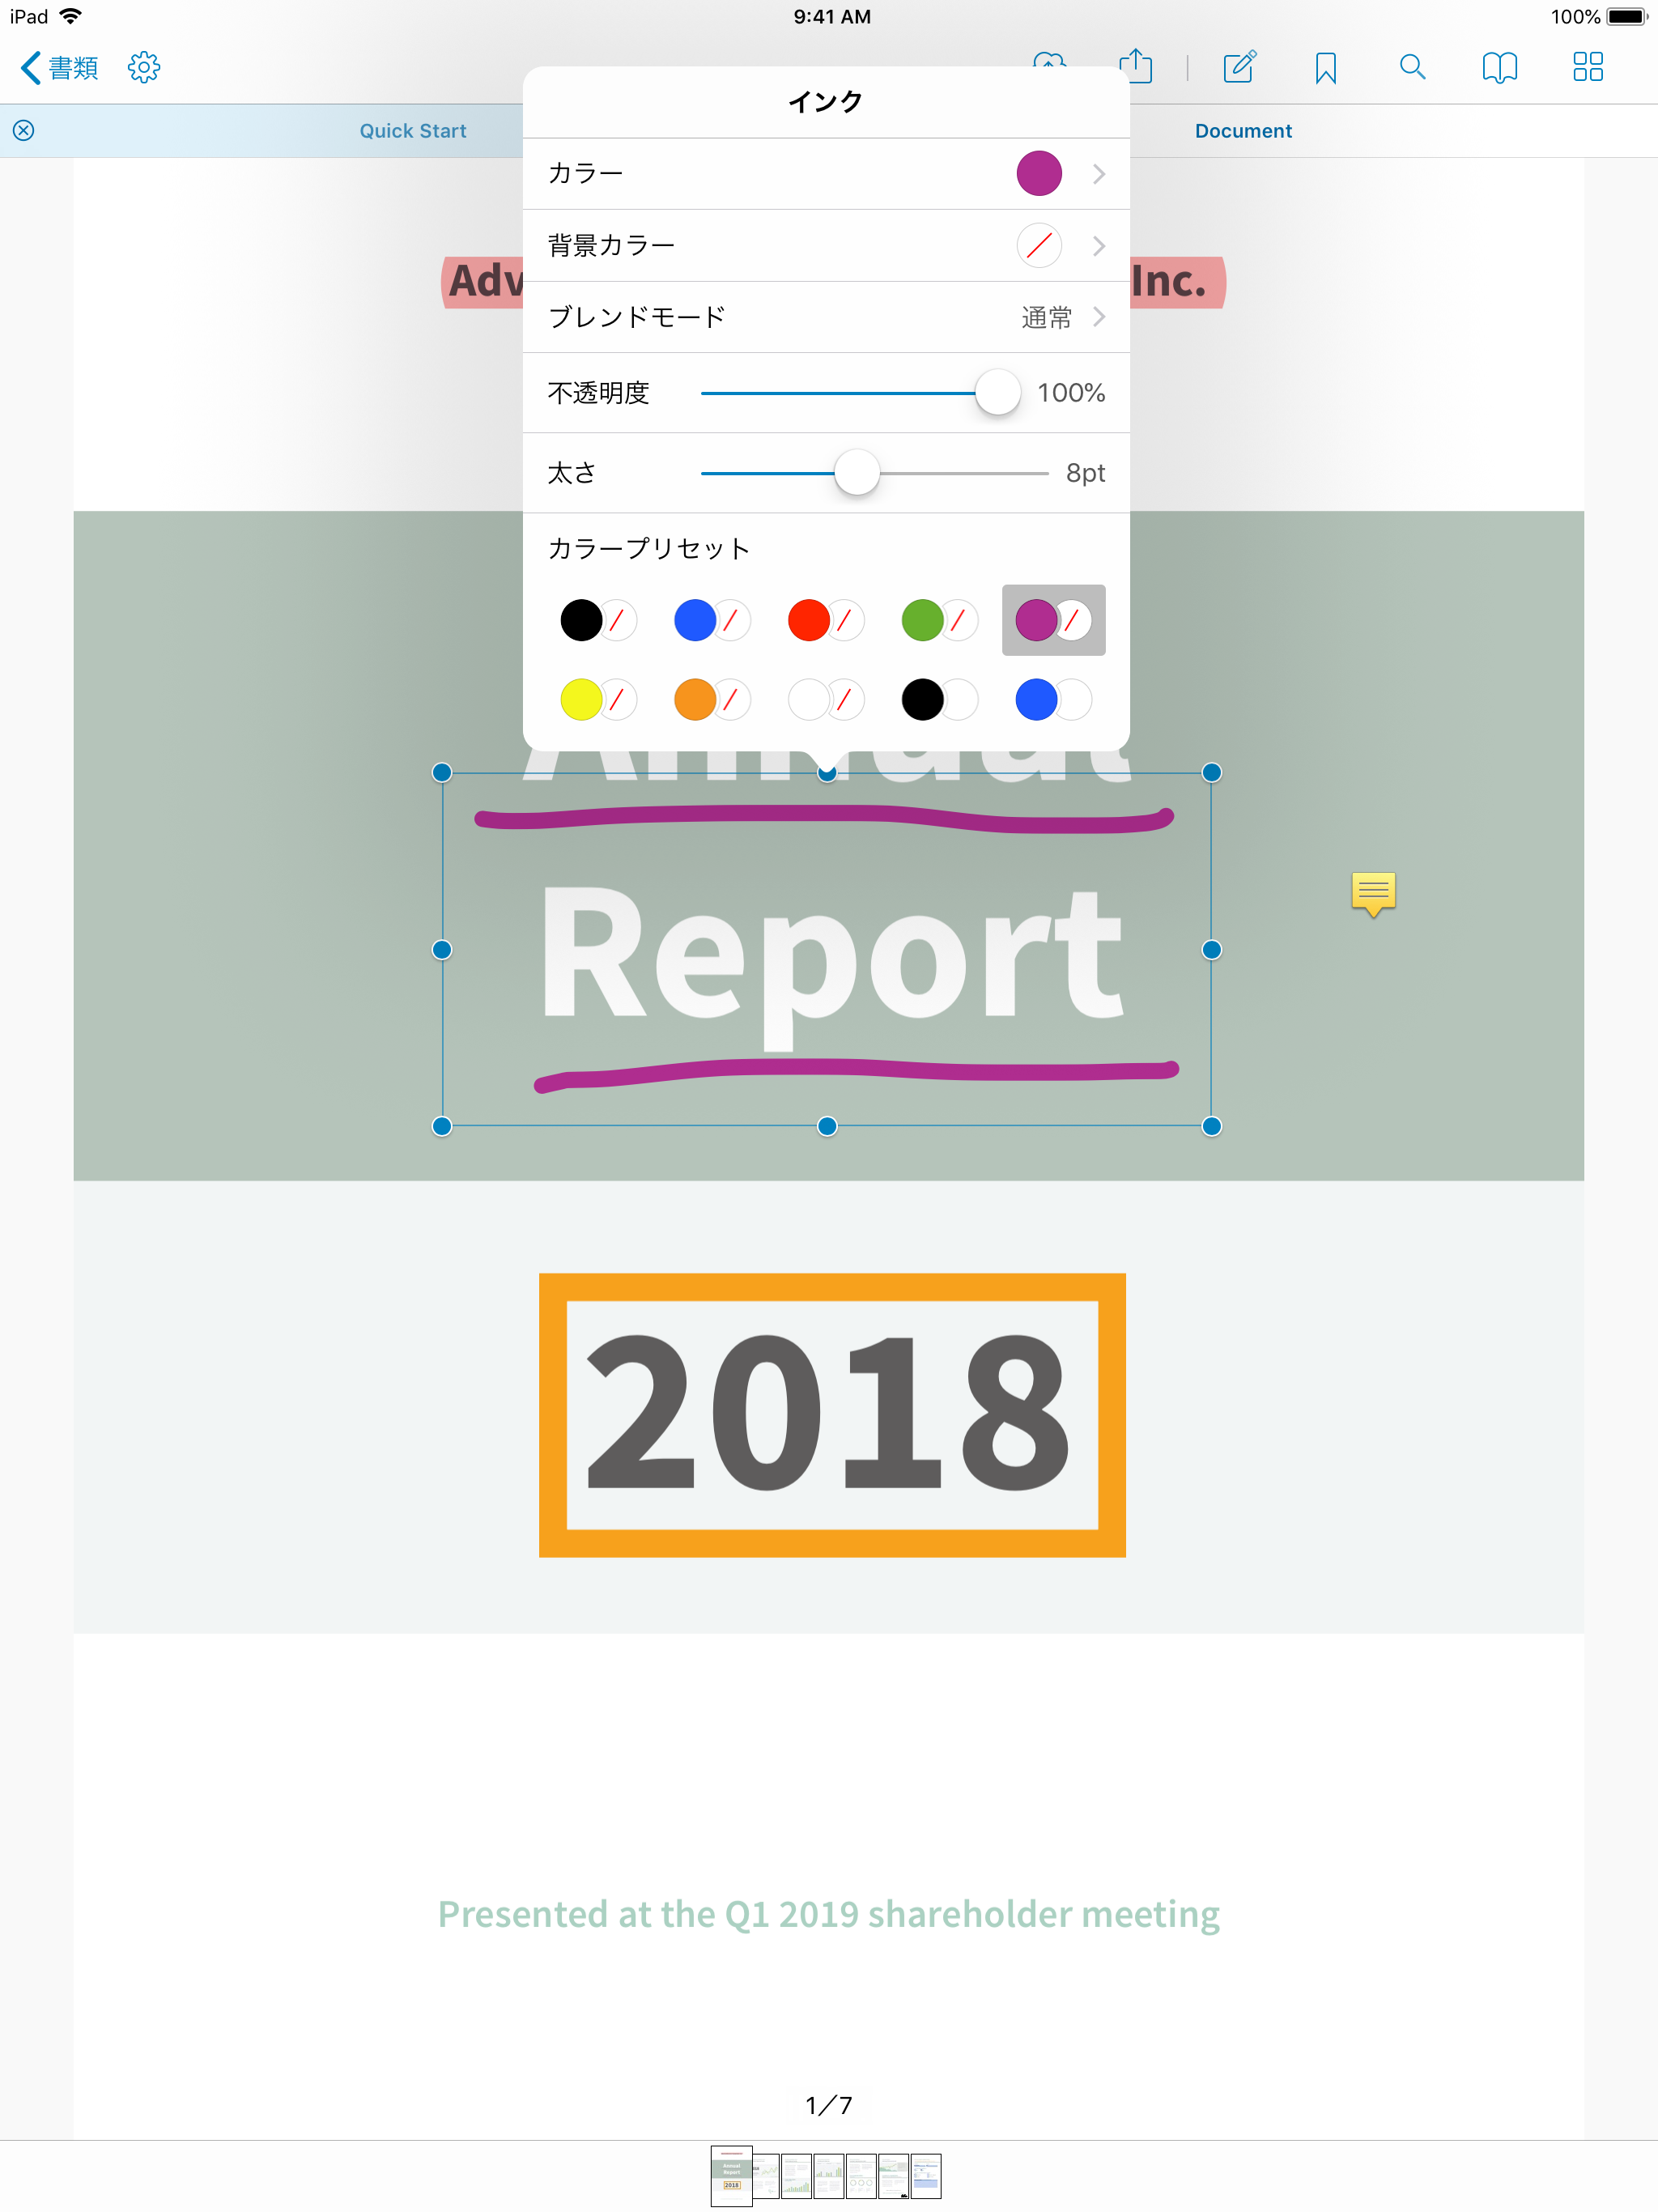 iPad 9:41 AM 100%
書類
Quick Start Document
インク
カラー
背景カラー
ブレンドモード 通常
不透明度 100%
太さ 8pt
カラープリセット
Inc.
Report
2018
Presented at the Q1 2019 shareholder meeting
1／7
Annual
Report
2018